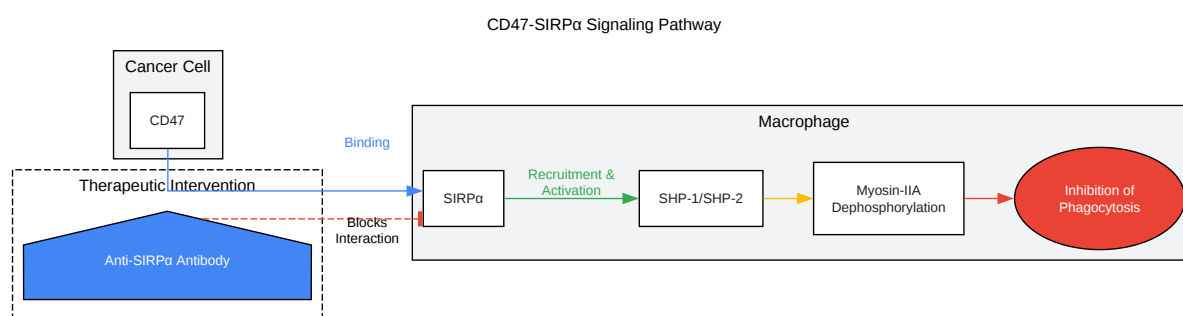 CD47-SIRPα Signaling Pathway
Cancer Cell
CD47
Therapeutic Intervention
Anti-SIRPα Antibody
Binding
Blocks
Interaction
Macrophage
SIRPα
Recruitment &
Activation
SHP-1/SHP-2
Myosin-IIA
Dephosphorylation
Inhibition of
Phagocytosis